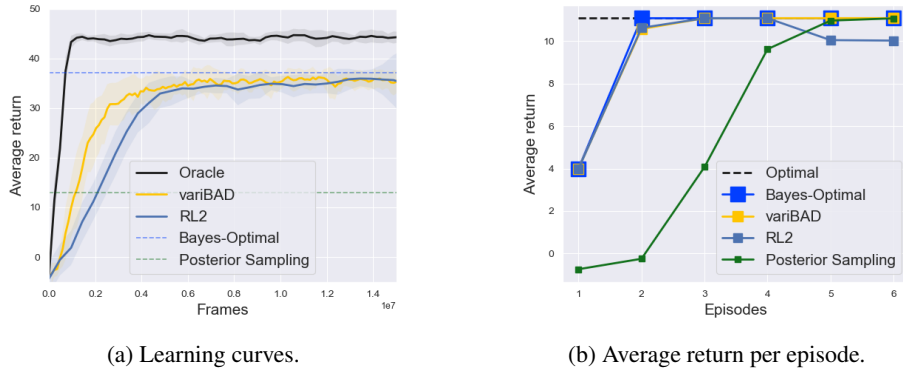 50
40
30
20
10
0
Average return
0.0
0.2
0.4
0.6
0.8
1.0
1.2
1.4
1e7
Frames
Oracle
variBAD
RL2
Bayes-Optimal
Posterior Sampling
(a) Learning curves.
10
8
6
4
2
0
Average return
1
2
3
4
5
6
Episodes
Optimal
Bayes-Optimal
variBAD
RL2
Posterior Sampling
(b) Average return per episode.